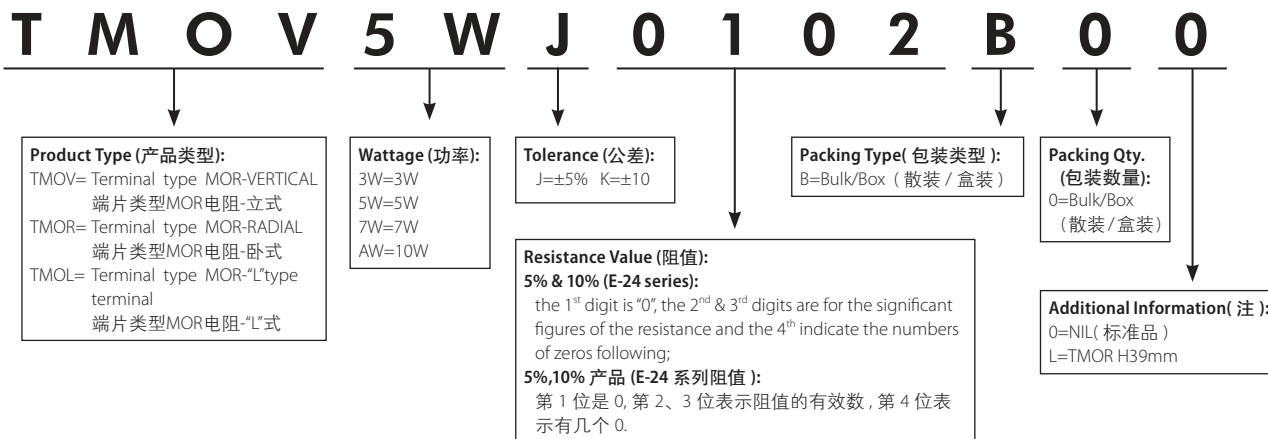 T M O V 5 W J 0 1 0 2 B 0 0
Product Type (产品类型):
TMOV= Terminal type MOR-VERTICAL
端片类型MOR电阻-立式
TMOR= Terminal type MOR-RADIAL
端片类型MOR电阻-卧式
TMOL= Terminal type MOR-“L”type
terminal
端片类型MOR电阻-“L”式
Wattage (功率):
3W=3W
5W=5W
7W=7W
AW=10W
Tolerance (公差):
J=±5% K=±10
Resistance Value (阻值):
5% & 10% (E-24 series):
the 1st digit is “0”, the 2nd & 3rd digits are for the significant
figures of the resistance and the 4th indicate the numbers
of zeros following;
5%,10% 产品 (E-24 系列阻值 ):
第 1 位是 0, 第 2、3 位表示阻值的有效数 , 第 4 位表
示有几个 0.
Packing Type( 包装类型 ):
B=Bulk/Box ( 散装 / 盒装 )
Packing Qty.
(包装数量):
0=Bulk/Box
(散装/盒装)
Additional Information( 注 ):
0=NIL( 标准品 )
L=TMOR H39mm